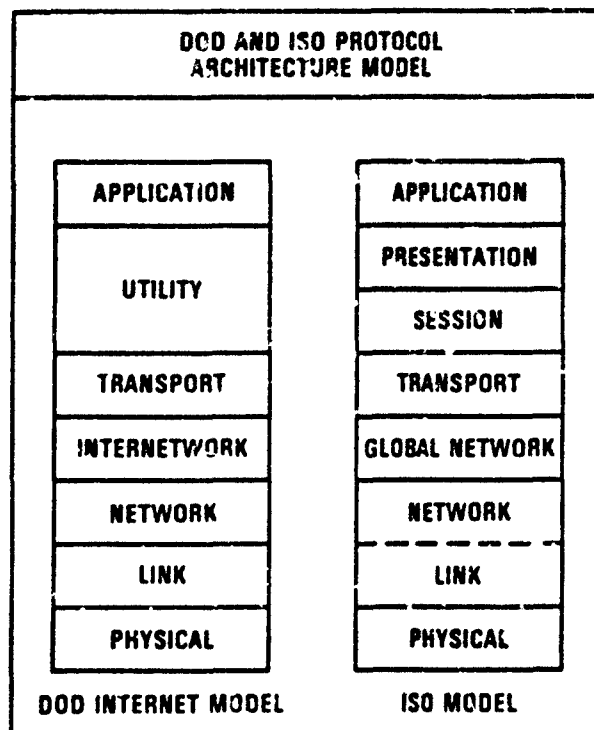 DOD AND ISO PROTOCOL
ARCHITECTURE MODEL
APPLICATION
UTILITY
TRANSPORT
INTERNETWORK
NETWORK
LINK
PHYSICAL
DOD INTERNET MODEL
APPLICATION
PRESENTATION
SESSION
TRANSPORT
GLOBAL NETWORK
NETWORK
LINK
PHYSICAL
ISO MODEL